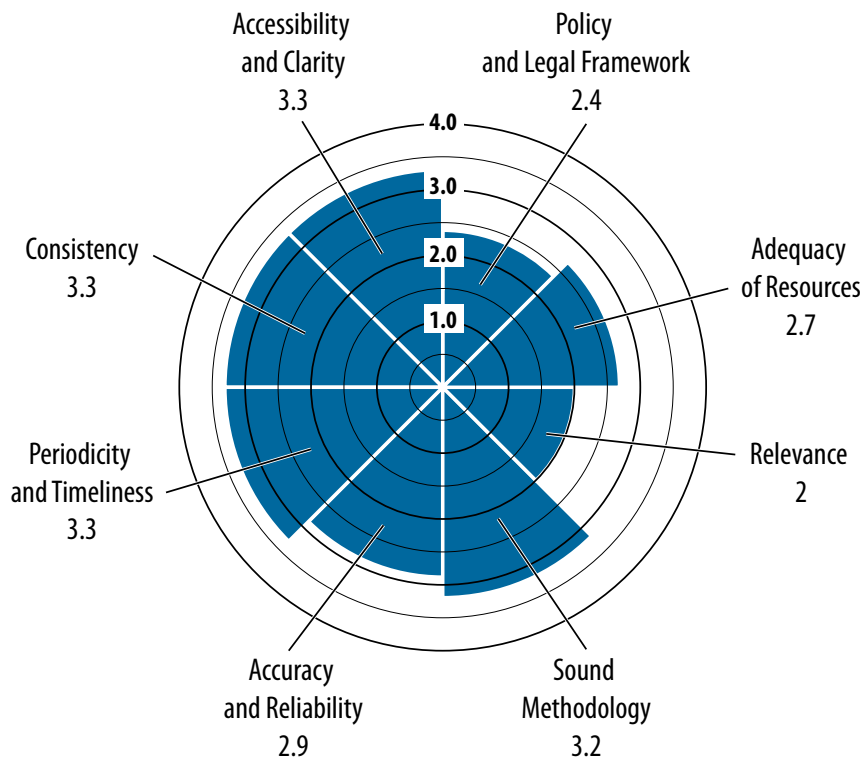 Accessibility
and Clarity
3.3
Policy
and Legal Framework
2.4
4.0
3.0
2.0
1.0
Consistency
3.3
Adequacy
of Resources
2.7
Periodicity
and Timeliness
3.3
Relevance
2
Accuracy
and Reliability
2.9
Sound
Methodology
3.2